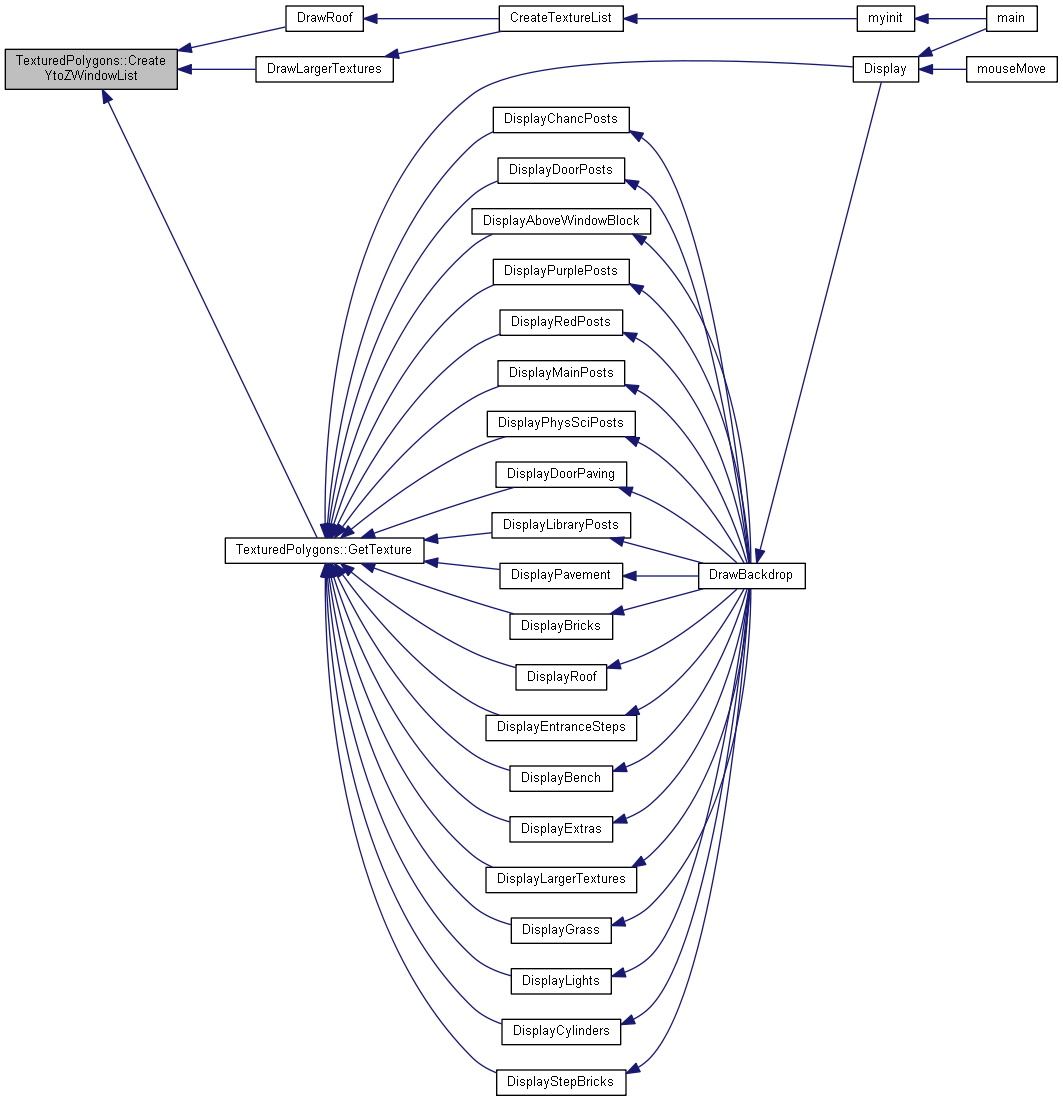 DrawRoof
CreateTextureList
myinit
main
TexturedPolygons::Create
YtoZWindowList
DrawLargerTextures
Display
mouseMove
DisplayChancPosts
DisplayDoorPosts
DisplayAboveWindowBlock
DisplayPurplePosts
DisplayRedPosts
DisplayMainPosts
DisplayPhysSciPosts
DisplayDoorPaving
DisplayLibraryPosts
TexturedPolygons::GetTexture
DisplayPavement
DrawBackdrop
DisplayBricks
DisplayRoof
DisplayEntranceSteps
DisplayBench
DisplayExtras
DisplayLargerTextures
DisplayGrass
DisplayLights
DisplayCylinders
DisplayStepBricks